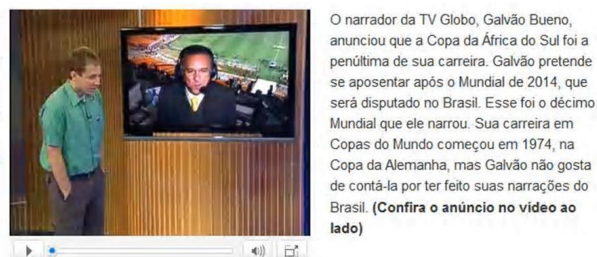 O narrador da TV Globo, Galvão Bueno,
anunciou que a Copa da África do Sul foi a
penúltima de sua carreira. Galvão pretende
se aposentar após o Mundial de 2014, que
será disputado no Brasil. Esse foi o décimo
Mundial que ele narrou. Sua carreira em
Copas do Mundo começou em 1974, na
Copa da Alemanha, mas Galvão não gosta
de contá-la por ter feito suas narrações do
Brasil. (Confira o anúncio no video ao
lado)